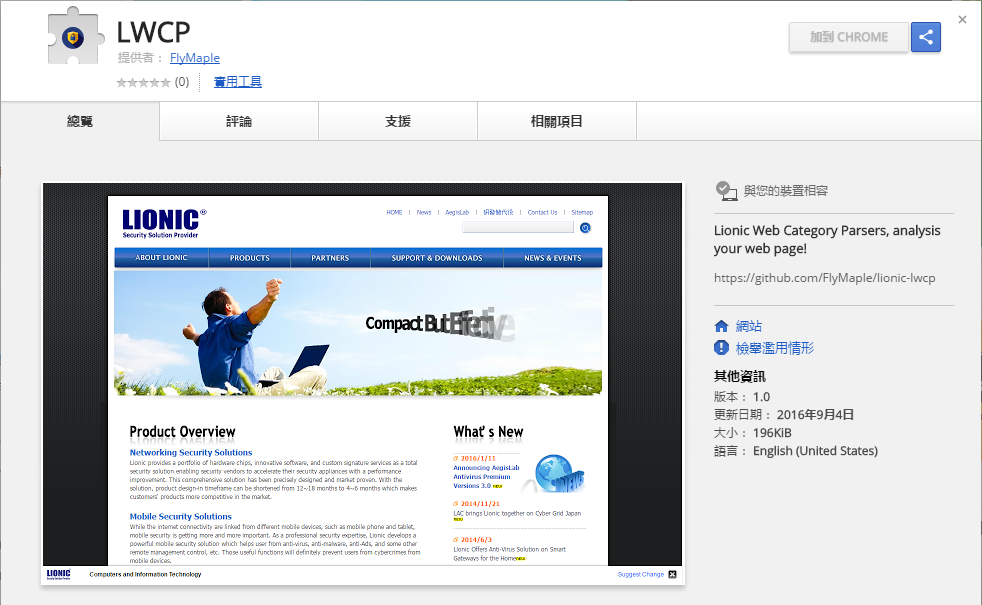 LWCP
提供者： FlyMaple
(0) 實用工具
加到 CHROME
總覽 評論 支援 相關項目
LIONIC®
Security Solution Provider
HOME | News | AegisLab | 研發替代役 | Contact Us | Sitemap
ABOUT LIONIC PRODUCTS PARTNERS SUPPORT & DOWNLOADS NEWS & EVENTS
Compact But Effective
Product Overview
Networking Security Solutions
Lionic provides a portfolio of hardware chips, innovative software, and custom signature services as a total
security solution enabling security vendors to accelerate their security appliances with a performance
improvement. This comprehensive solution has been precisely designed and market proven. With the
solution, product design-in timeframe can be shortened from 12~18 months to 4~6 months which makes
customers' products more competitive in the market.
Mobile Security Solutions
While the internet connectivity are linked from different mobile devices, such as mobile phone and tablet,
mobile security is getting more and more important. As a professional security expertise, Lionic develops a
powerful mobile security solution which helps user from anti-virus, anti-malware, anti-Ads, and some other
remote management control, etc. Those useful functions will definitely prevent users from cybercrimes from
mobile devices.
What's New
2016/1/11
Announcing AegisLab
Antivirus Premium
Versions 3.0 new
2014/11/21
LAC brings Lionic together on Cyber Grid Japan
new
2014/6/3
Lionic Offers Anti-Virus Solution on Smart
Gateways for the Home new
LIONIC
Security Solution Provider
Computers and Information Technology
Suggest Change
與您的裝置相容
Lionic Web Category Parsers, analysis
your web page!
https://github.com/FlyMaple/lionic-lwcp
網站
檢舉濫用情形
其他資訊
版本： 1.0
更新日期： 2016年9月4日
大小： 196KiB
語言： English (United States)